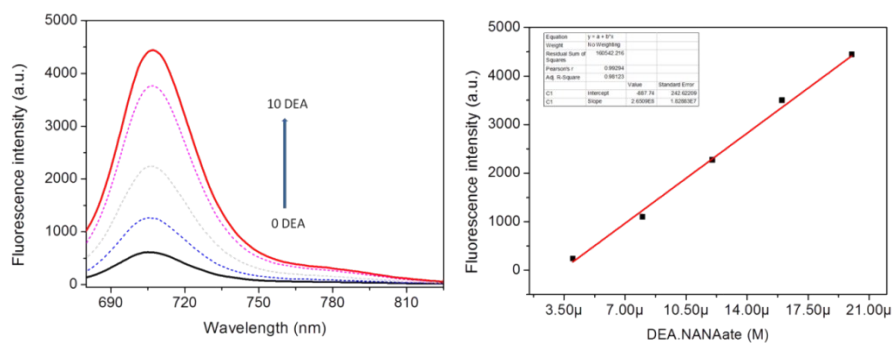 Fluorescence intensity (a.u.)
5000
4000
3000
2000
1000
0
10 DEA
0 DEA
690
720
750
780
810
Wavelength (nm)
Fluorescence intensity (a.u.)
5000
4000
3000
2000
1000
0
Equation y = a + b*x
Weight No Weighting
Residual Sum of
Squares
160542.216
Pearson's r
Adj. R-Square
Value Standard Error
C1 Intercept
C1 Slope
3.50µ
7.00µ
10.50µ
14.00µ
17.50µ
21.00µ
DEA.NANAate (M)